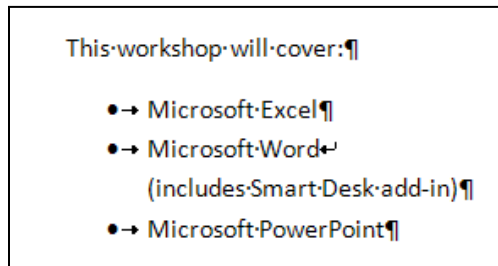 This·workshop·will·cover:¶
●→ Microsoft·Excel¶
●→ Microsoft·Word↵
(includes·Smart·Desk·add-in)¶
●→ Microsoft·PowerPoint¶